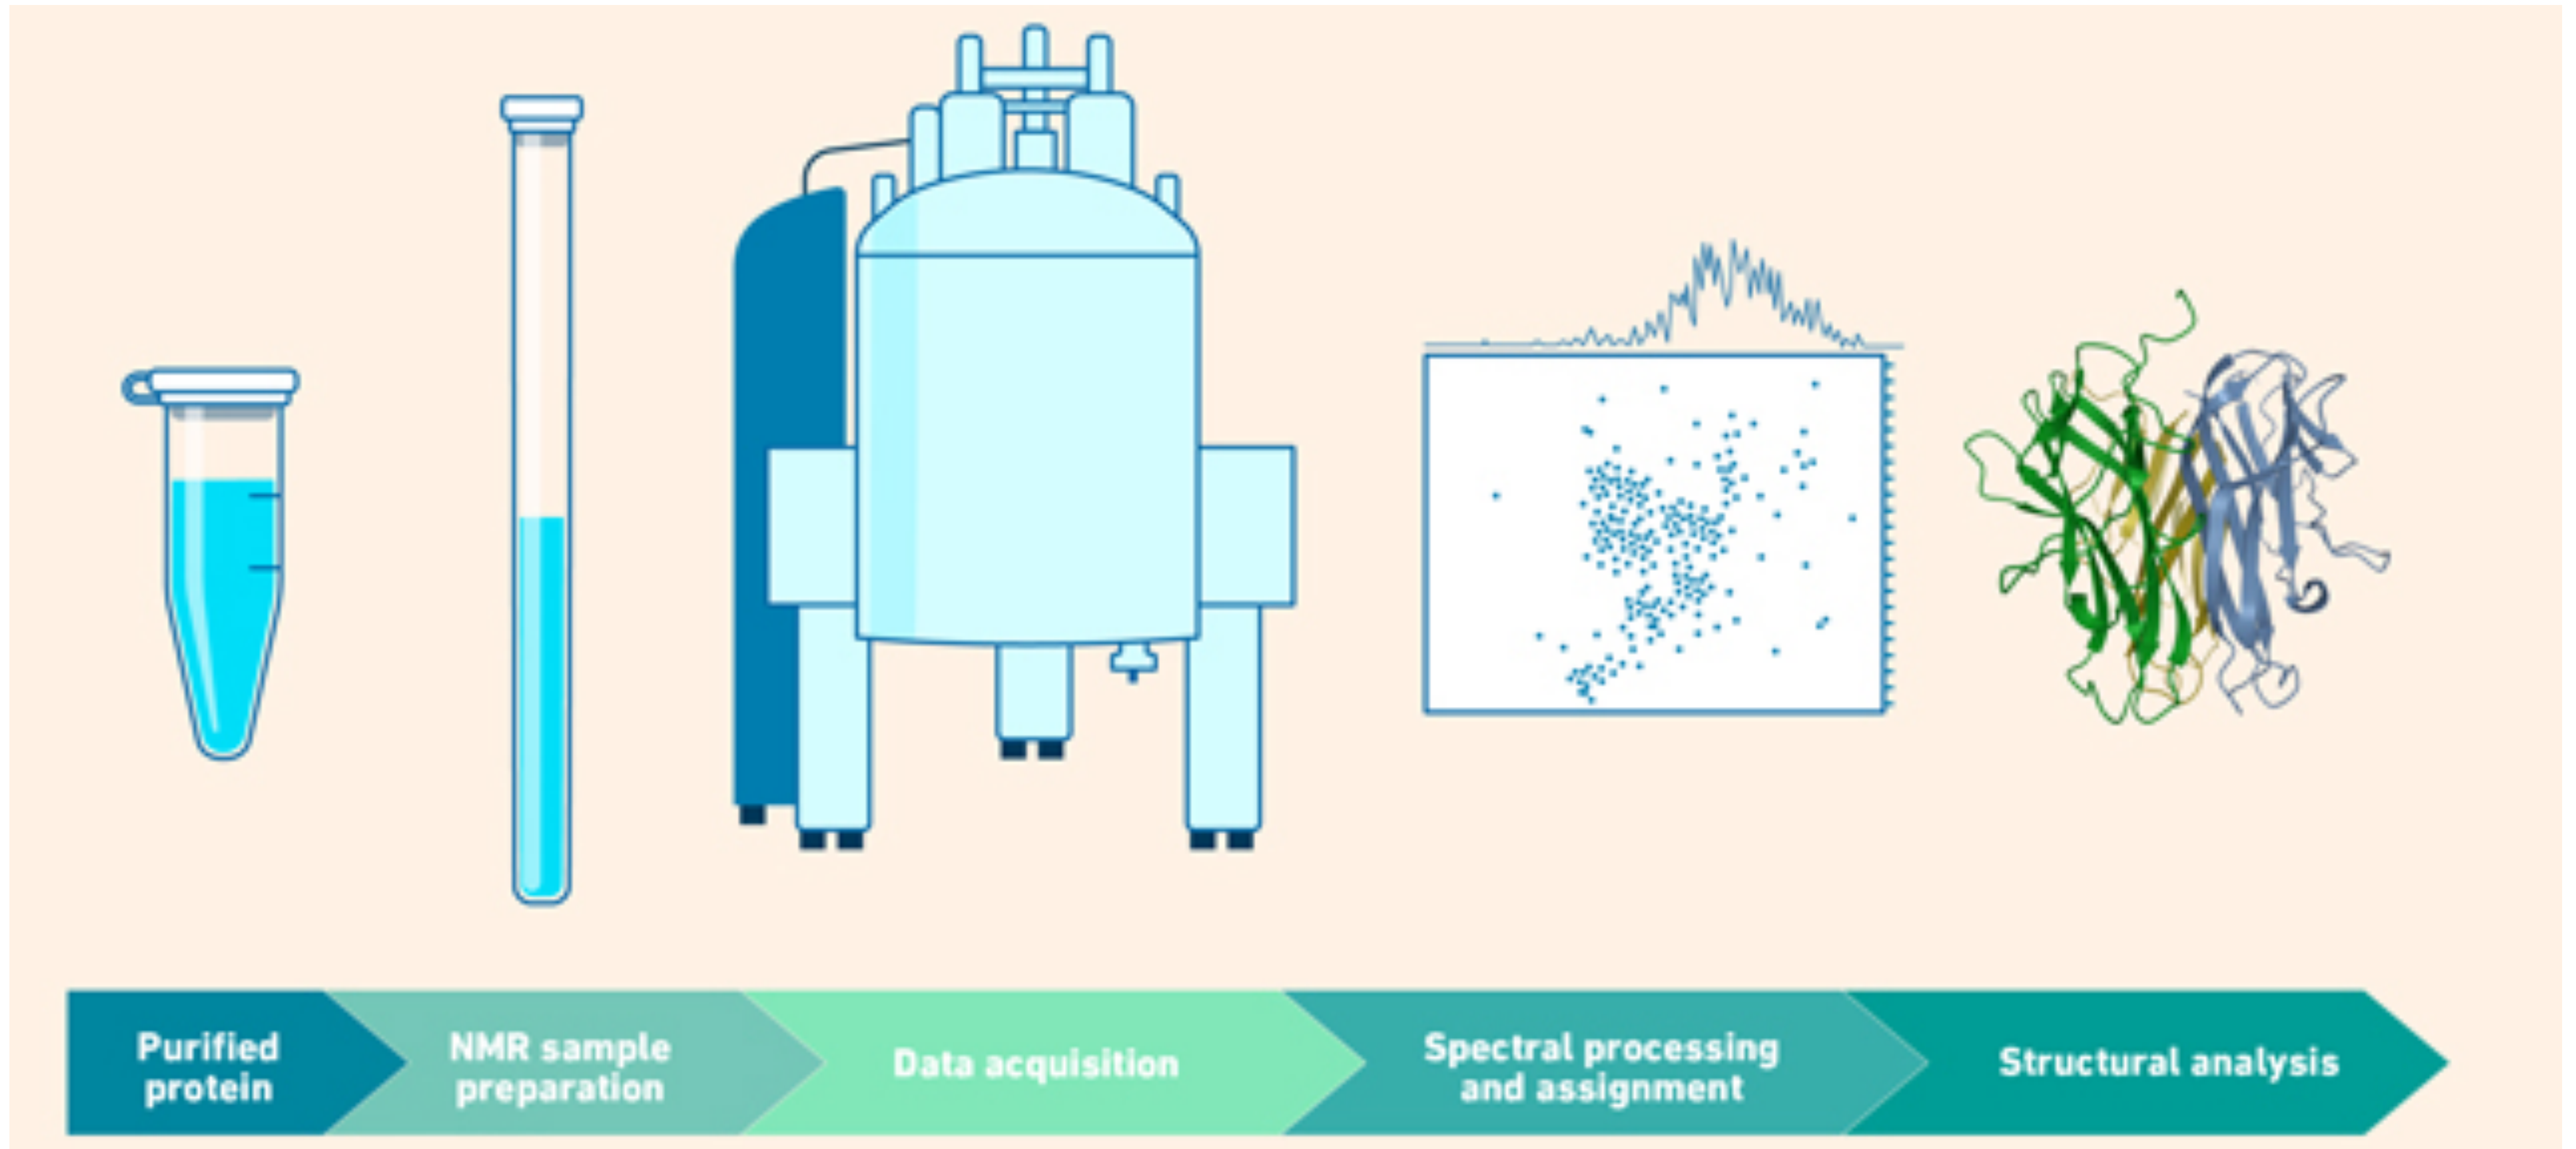 Purified
protein
NMR sample
preparation
Data acquisition
Spectral processing
and assignment
Structural analysis